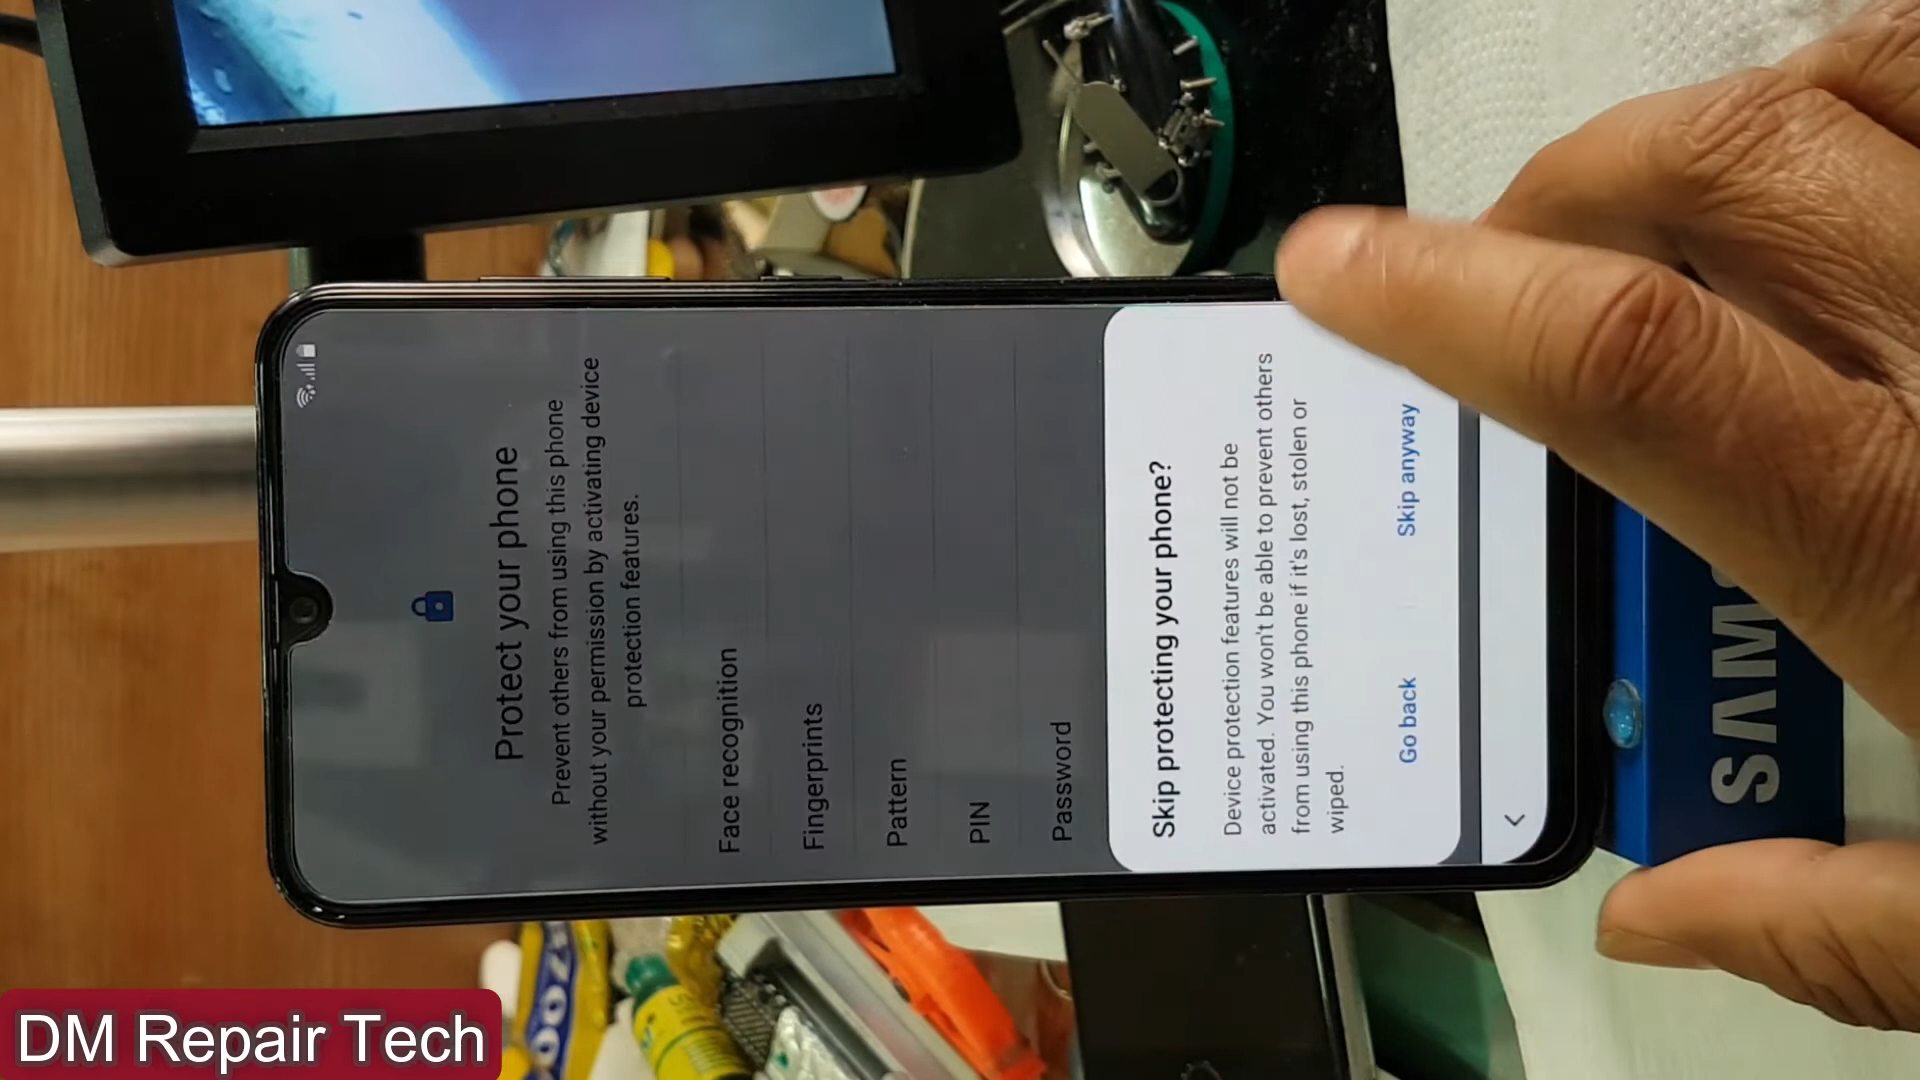 Protect your phone
Prevent others from using this phone
without your permission by activating device
protection features.
Face recognition
Fingerprints
Pattern
PIN
Password
Skip protecting your phone?
Device protection features will not be
activated. You won't be able to prevent others
from using this phone if it's lost, stolen or
wiped.
Go back
Skip anyway
DM Repair Tech